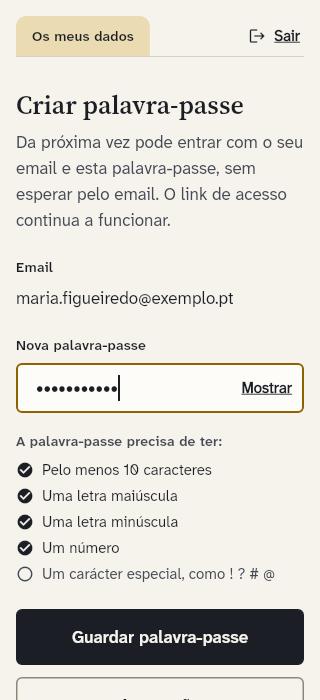 Os meus dados
Sair
Criar palavra-passe
Da próxima vez pode entrar com o seu
email e esta palavra-passe, sem
esperar pelo email. O link de acesso
continua a funcionar.
Email
maria.figueiredo@exemplo.pt
Nova palavra-passe
•••••••••••
Mostrar
A palavra-passe precisa de ter:
Pelo menos 10 caracteres
Uma letra maiúscula
Uma letra minúscula
Um número
Um carácter especial, como ! ? # @
Guardar palavra-passe